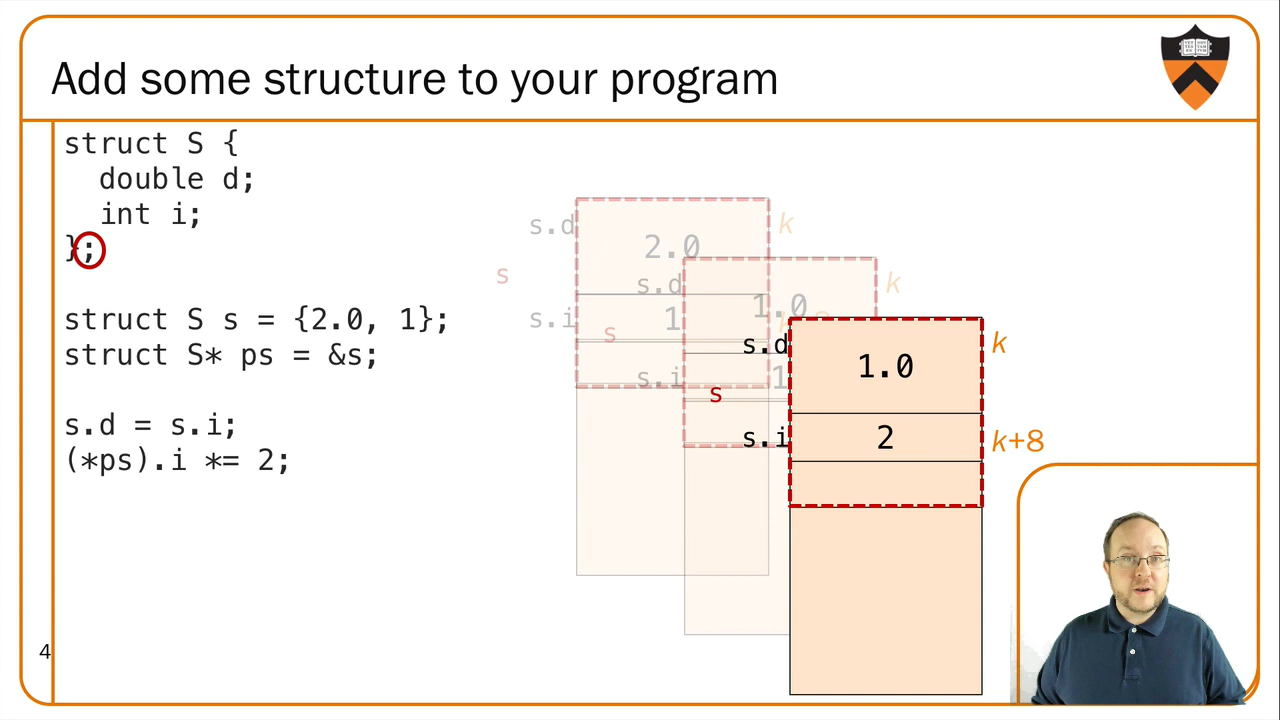 Add some structure to your program
struct S {
  double d;
  int i;
};
struct S s = {2.0, 1};
struct S* ps = &s;
s.d = s.i;
(*ps).i *= 2;
s.d
2.0
k
s
s.i
1
s.d
1.0
k
s
s.i
1
s.d
1.0
k
s
s.i
2
k+8
4